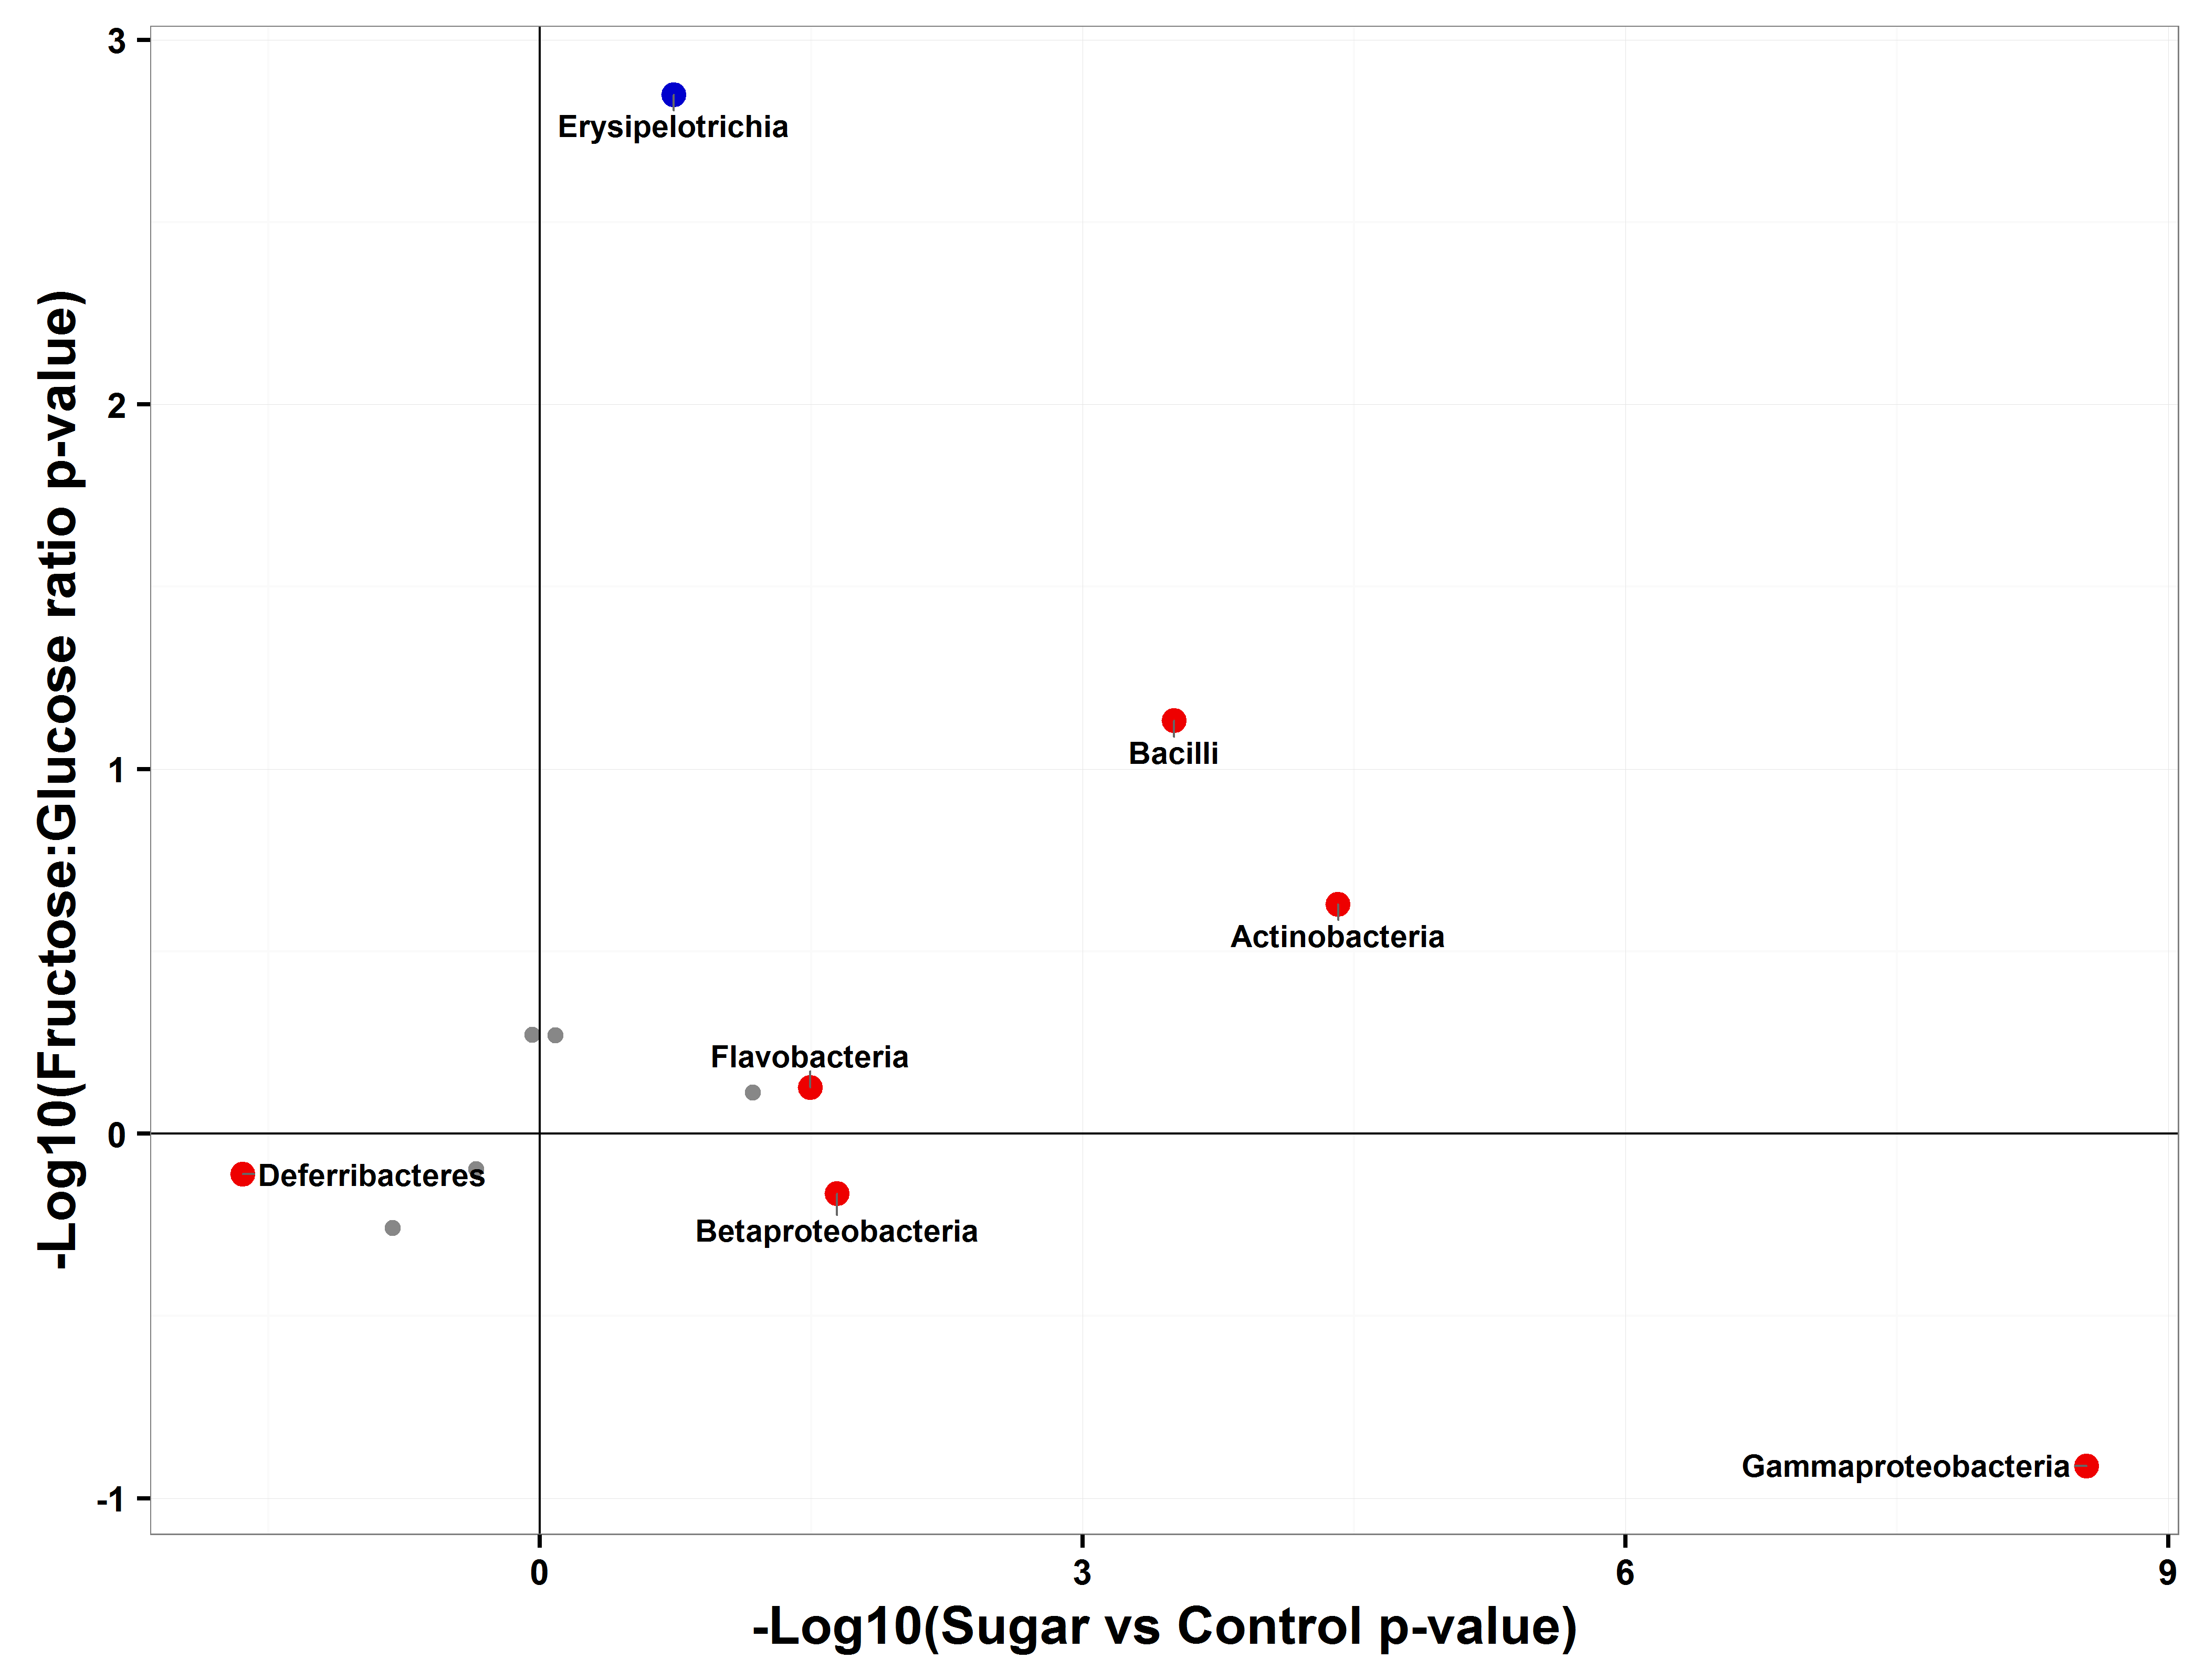 3
Erysipelotrichia
2
Bacilli
1
Actinobacteria
Flavobacteria
0
Deferribacteres
Betaproteobacteria
Gammaproteobacteria
-1
-Log10(Fructose:Glucose ratio p-value)
0 3 6 9
-Log10(Sugar vs Control p-value)